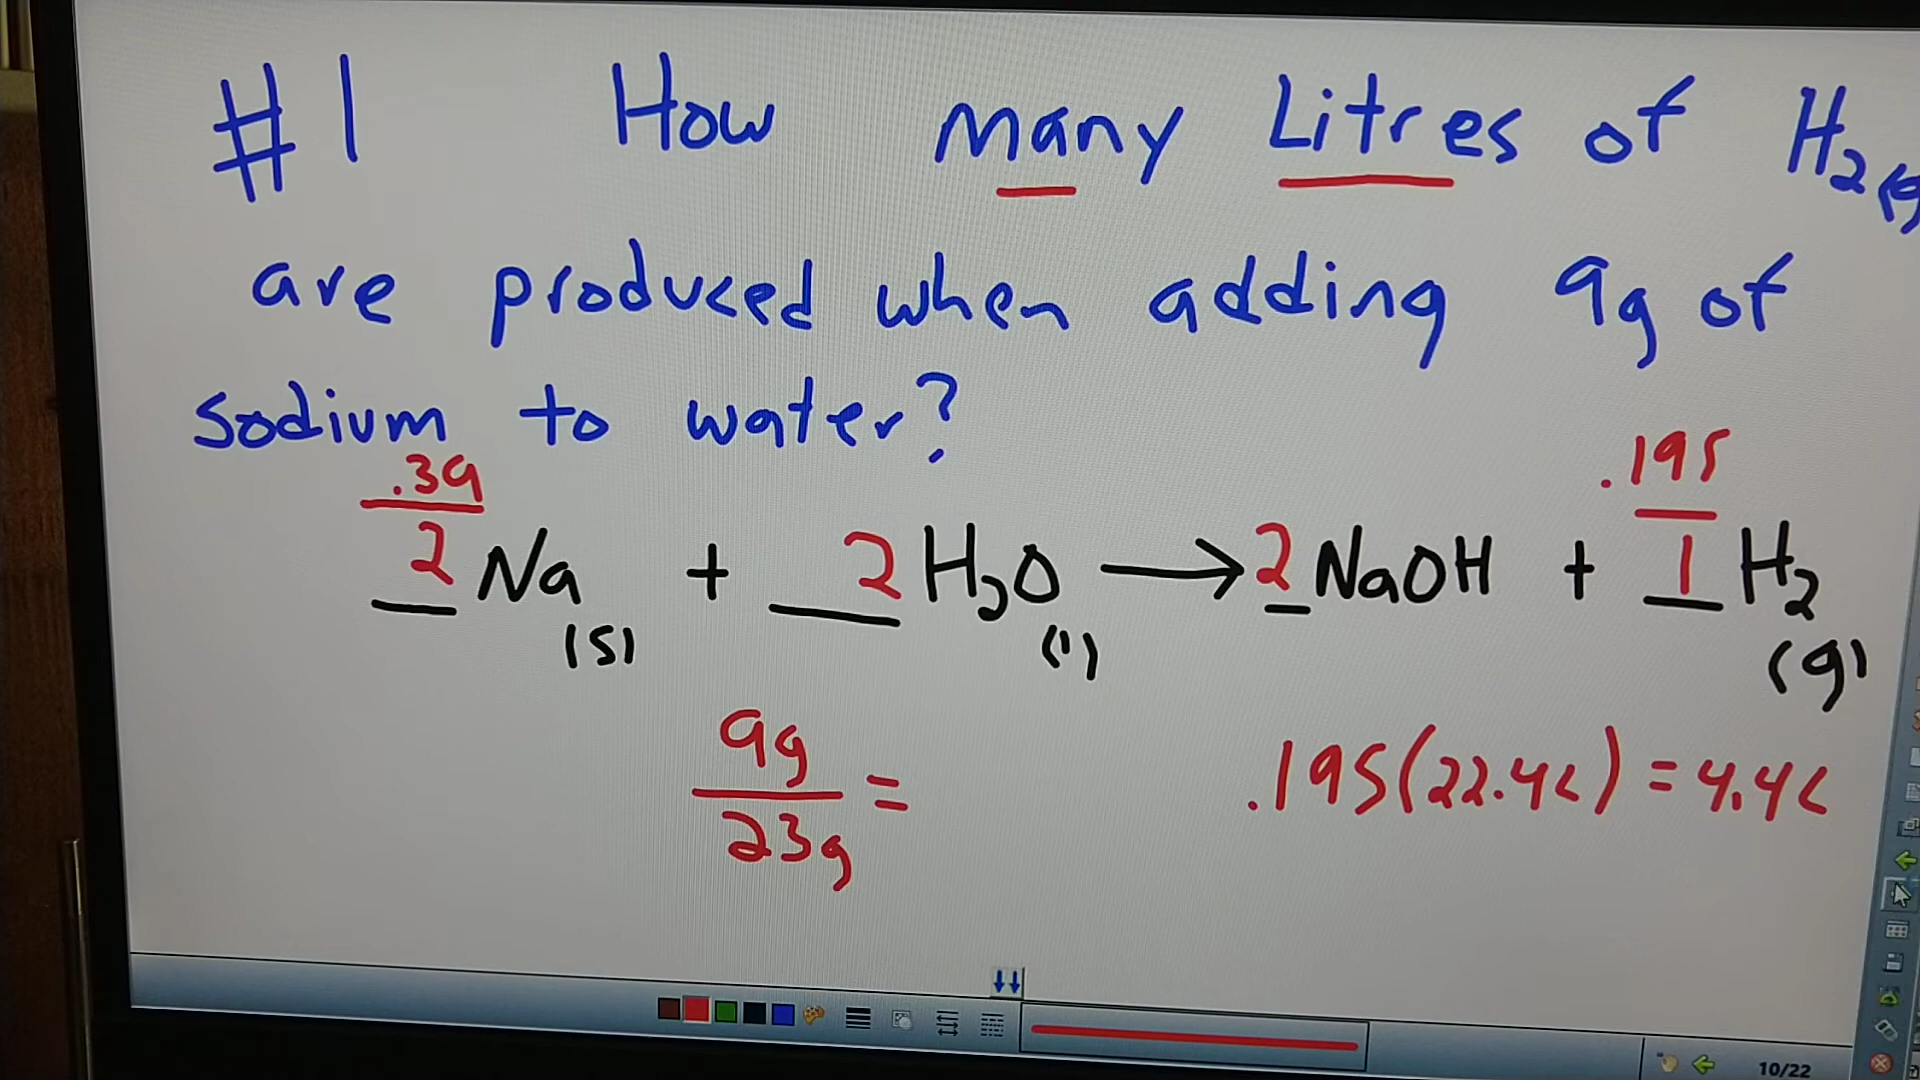 #1 How many Litres of H2(g
are produced when adding 9g of
sodium to water?
.39 .195
2 Na + 2 H2O → 2 NaOH + 1 H2
(s) (l) (g)
9g
23g =
.195(22.4L) = 4.4L
10/22